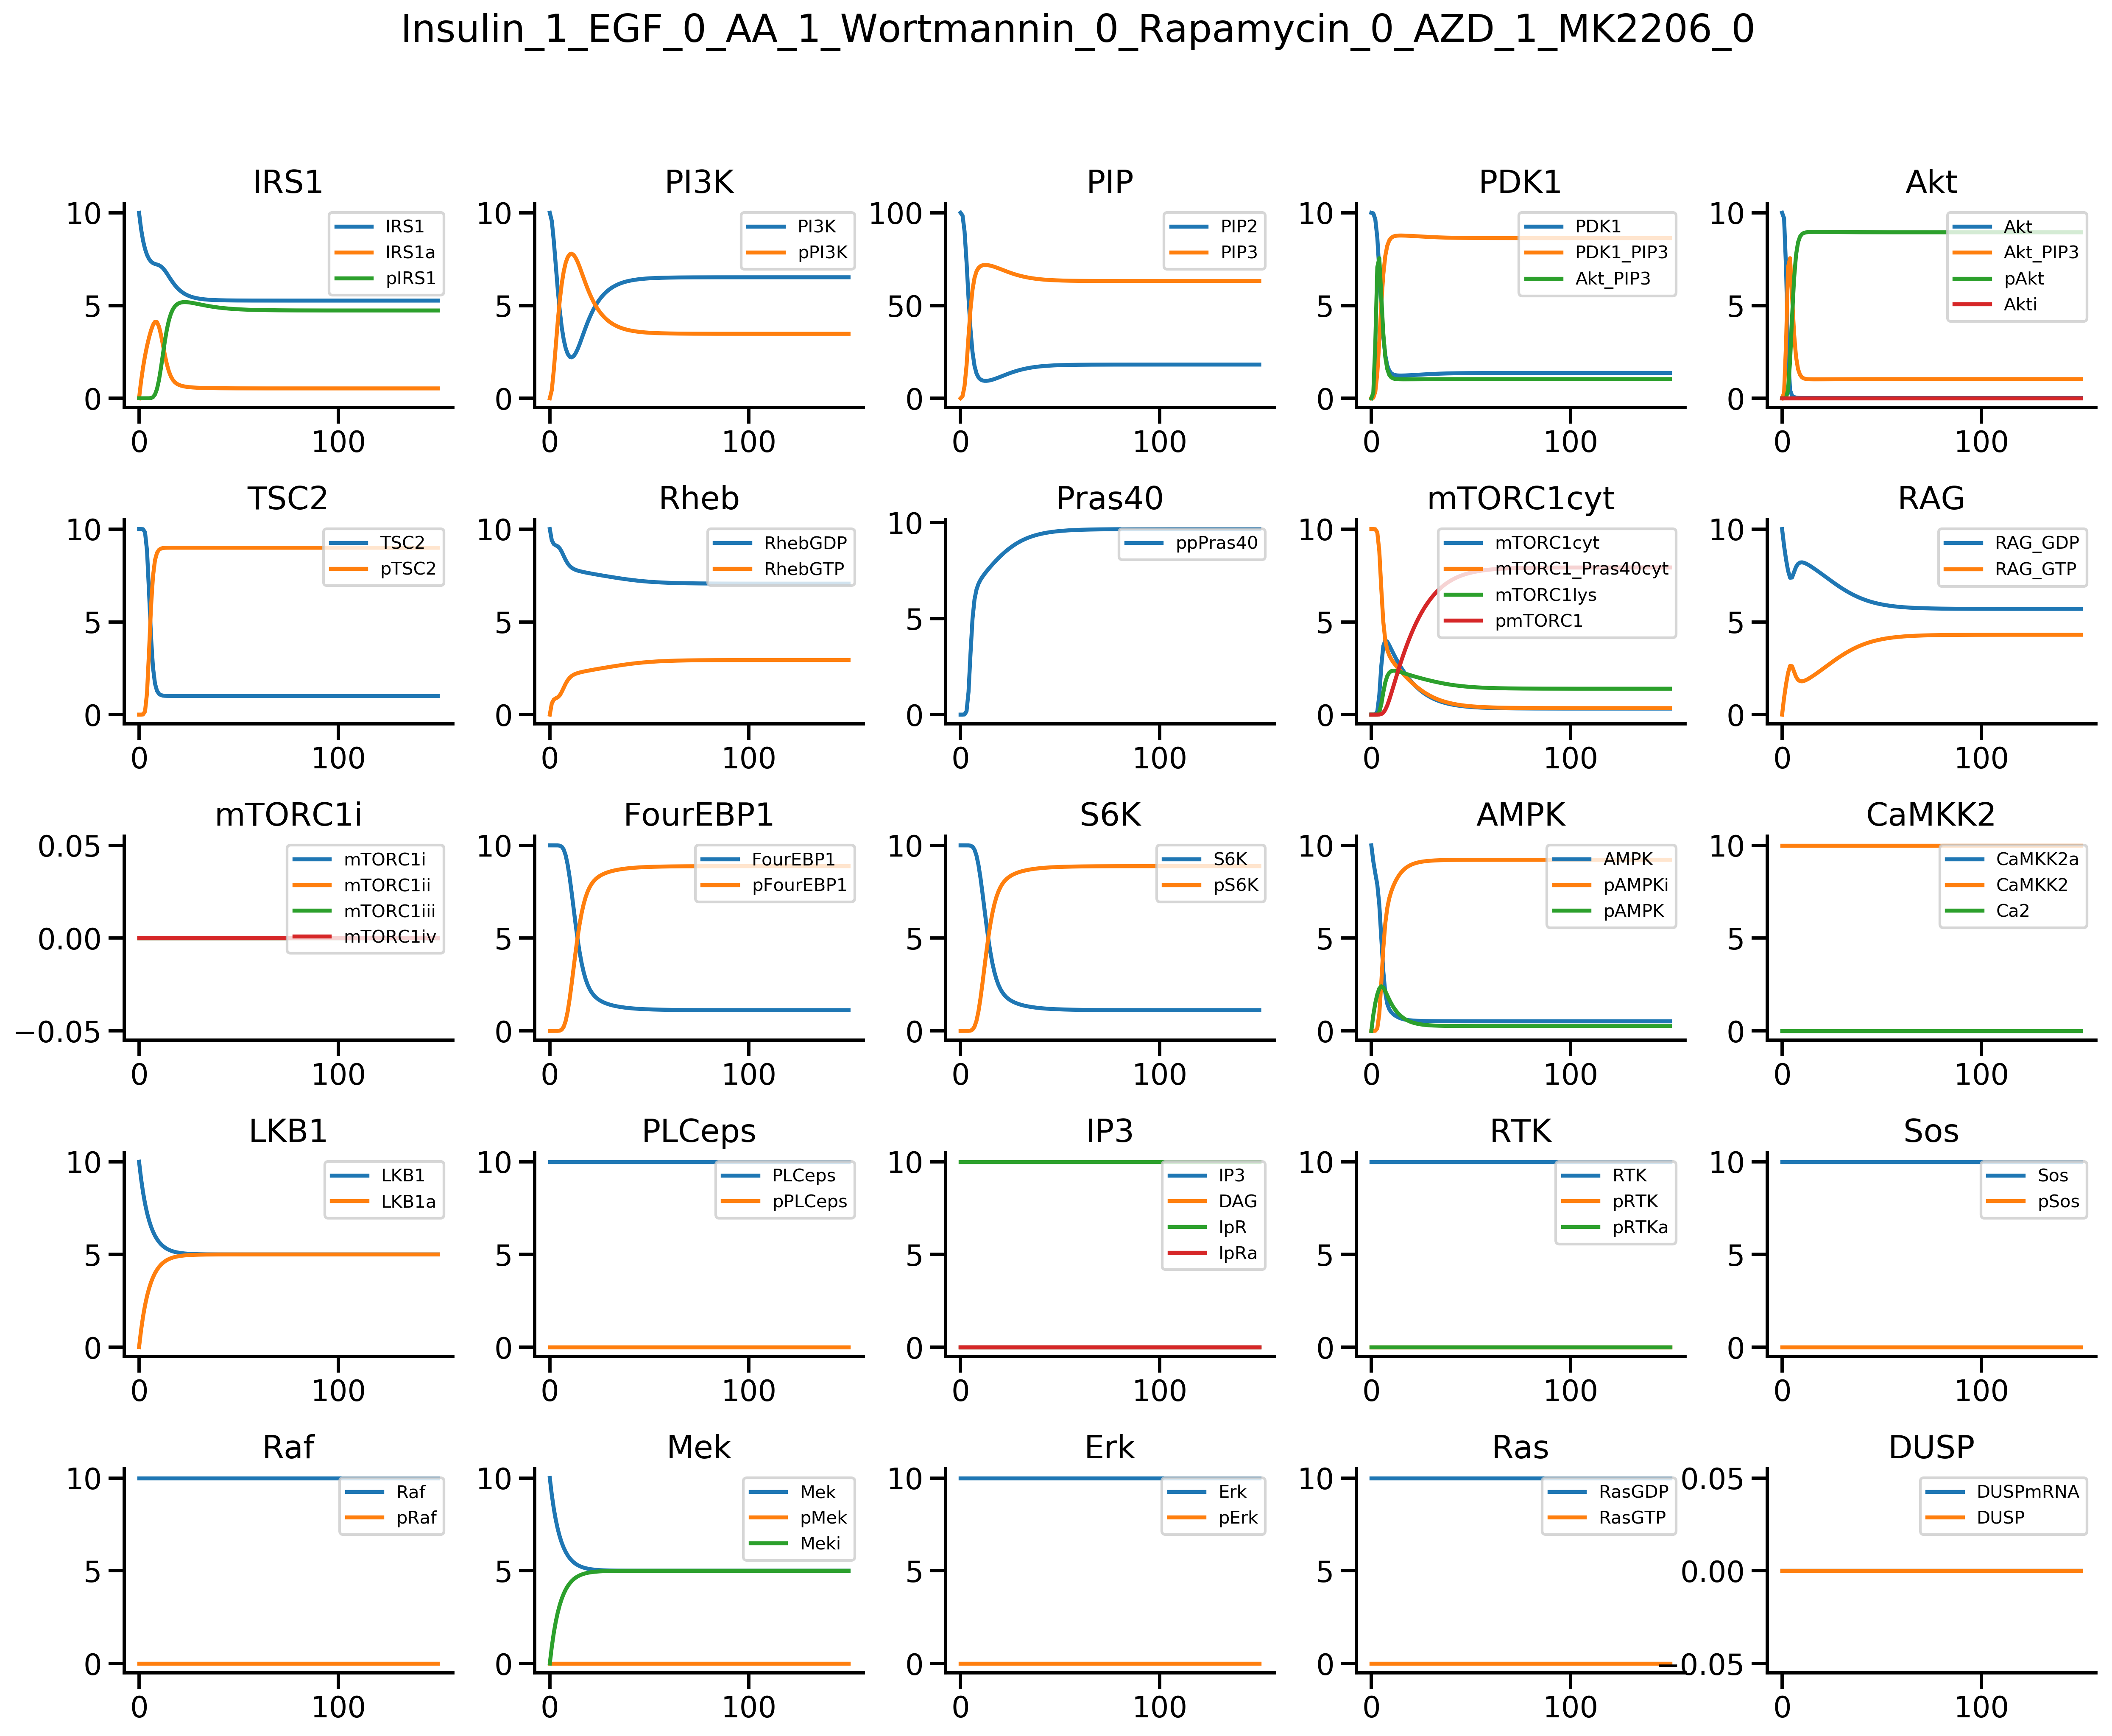 Insulin_1_EGF_0_AA_1_Wortmannin_0_Rapamycin_0_AZD_1_MK2206_0
IRS1
10
5
0
0
100
IRS1
IRS1a
pIRS1
PI3K
10
5
0
0
100
PI3K
pPI3K
PIP
100
50
0
0
100
PIP2
PIP3
PDK1
10
5
0
0
100
PDK1
PDK1_PIP3
Akt_PIP3
Akt
10
5
0
0
100
Akt
Akt_PIP3
pAkt
Akti
TSC2
10
5
0
0
100
TSC2
pTSC2
Rheb
10
5
0
0
100
RhebGDP
RhebGTP
Pras40
10
5
0
0
100
ppPras40
mTORC1cyt
10
5
0
0
100
mTORC1cyt
mTORC1_Pras40cyt
mTORC1lys
pmTORC1
RAG
10
5
0
0
100
RAG_GDP
RAG_GTP
mTORC1i
0.05
0.00
−0.05
0
100
mTORC1i
mTORC1ii
mTORC1iii
mTORC1iv
FourEBP1
10
5
0
0
100
FourEBP1
pFourEBP1
S6K
10
5
0
0
100
S6K
pS6K
AMPK
10
5
0
0
100
AMPK
pAMPKi
pAMPK
CaMKK2
10
5
0
0
100
CaMKK2a
CaMKK2
Ca2
LKB1
10
5
0
0
100
LKB1
LKB1a
PLCeps
10
5
0
0
100
PLCeps
pPLCeps
IP3
10
5
0
0
100
IP3
DAG
IpR
IpRa
RTK
10
5
0
0
100
RTK
pRTK
pRTKa
Sos
10
5
0
0
100
Sos
pSos
Raf
10
5
0
0
100
Raf
pRaf
Mek
10
5
0
0
100
Mek
pMek
Meki
Erk
10
5
0
0
100
Erk
pErk
Ras
10
5
0
0
100
RasGDP
RasGTP
DUSP
0.05
0.00
−0.05
0
100
DUSPmRNA
DUSP